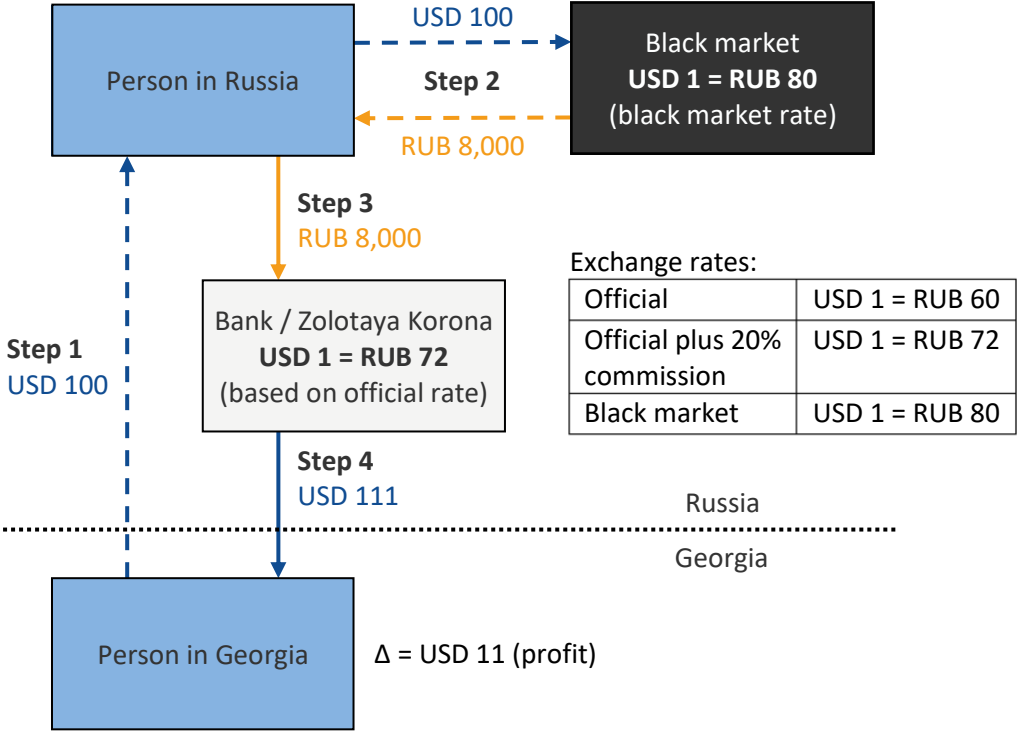 USD 100
Person in Russia
Step 2
Black market
USD 1 = RUB 80
(black market rate)
RUB 8,000
Step 3
RUB 8,000
Bank / Zolotaya Korona
USD 1 = RUB 72
(based on official rate)
Step 1
USD 100
Exchange rates:
Official USD 1 = RUB 60
Official plus 20% USD 1 = RUB 72
commission
Black market USD 1 = RUB 80
Step 4
USD 111
Russia
Georgia
Person in Georgia
Δ = USD 11 (profit)